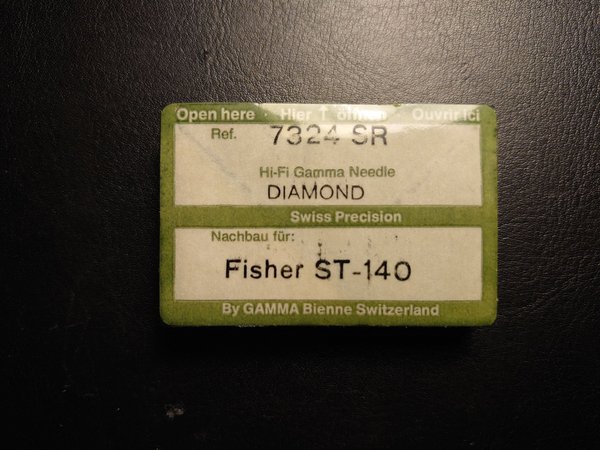 Open here · Hier ↑ öffnen · Ouvrir ici
Ref. 7324 SR
Hi-Fi Gamma Needle
DIAMOND
Swiss Precision
Nachbau für:
Fisher ST-140
By GAMMA Bienne Switzerland